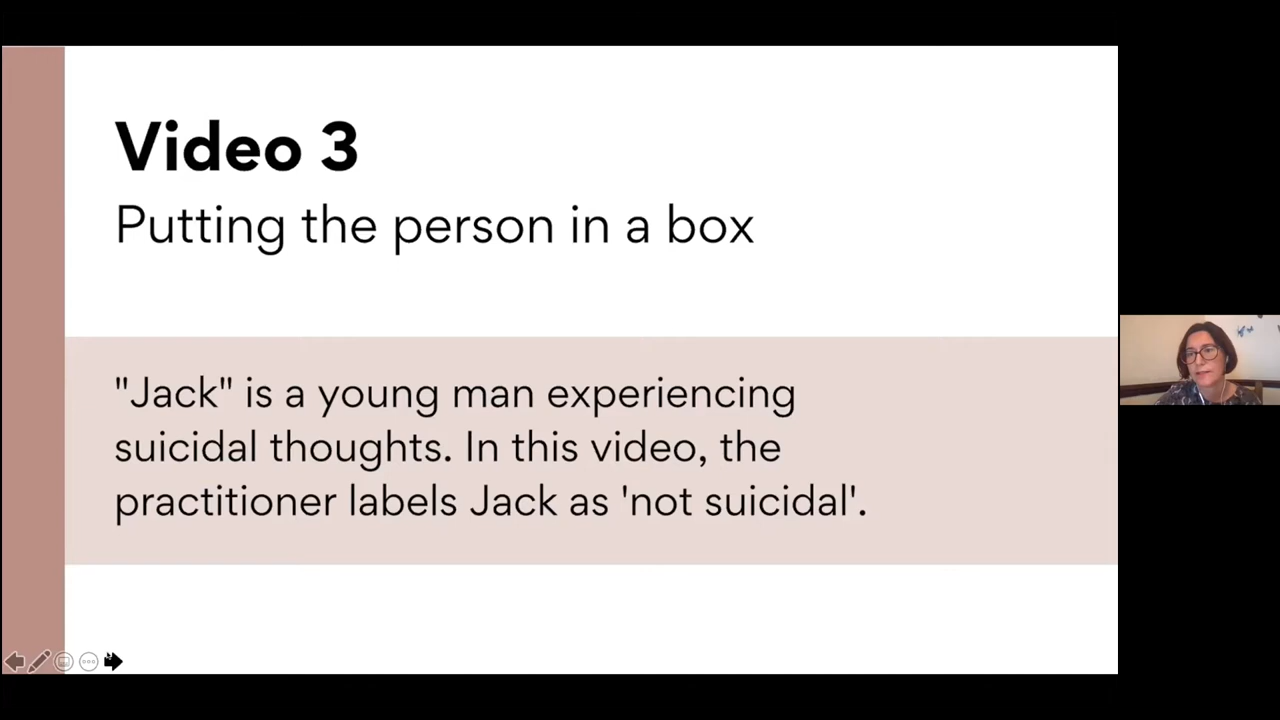 Video 3
Putting the person in a box
"Jack" is a young man experiencing
suicidal thoughts. In this video, the
practitioner labels Jack as 'not suicidal'.